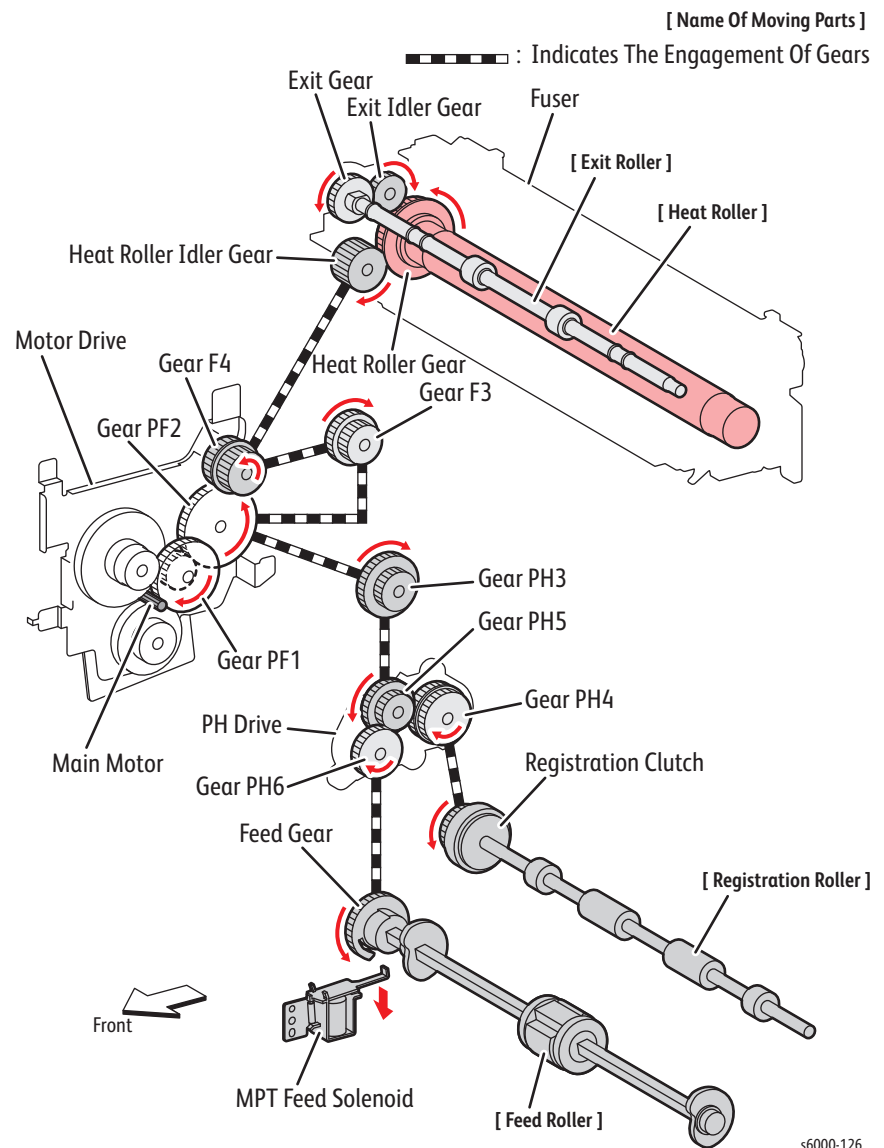 [ Name Of Moving Parts ]
: Indicates The Engagement Of Gears
Exit Gear
Exit Idler Gear
Fuser
[ Exit Roller ]
[ Heat Roller ]
Heat Roller Idler Gear
Motor Drive
Gear F4
Heat Roller Gear
Gear F3
Gear PF2
Gear PH3
Gear PH5
Gear PF1
Gear PH4
PH Drive
Main Motor
Gear PH6
Registration Clutch
Feed Gear
[ Registration Roller ]
Front
MPT Feed Solenoid
[ Feed Roller ]
s6000-126